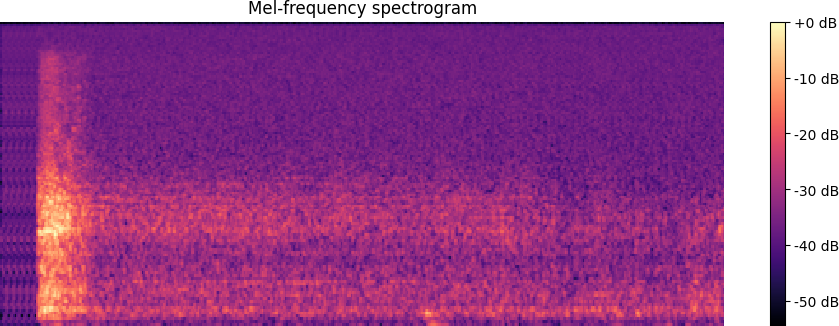 Mel-frequency spectrogram
+0 dB
-10 dB
-20 dB
-30 dB
-40 dB
-50 dB